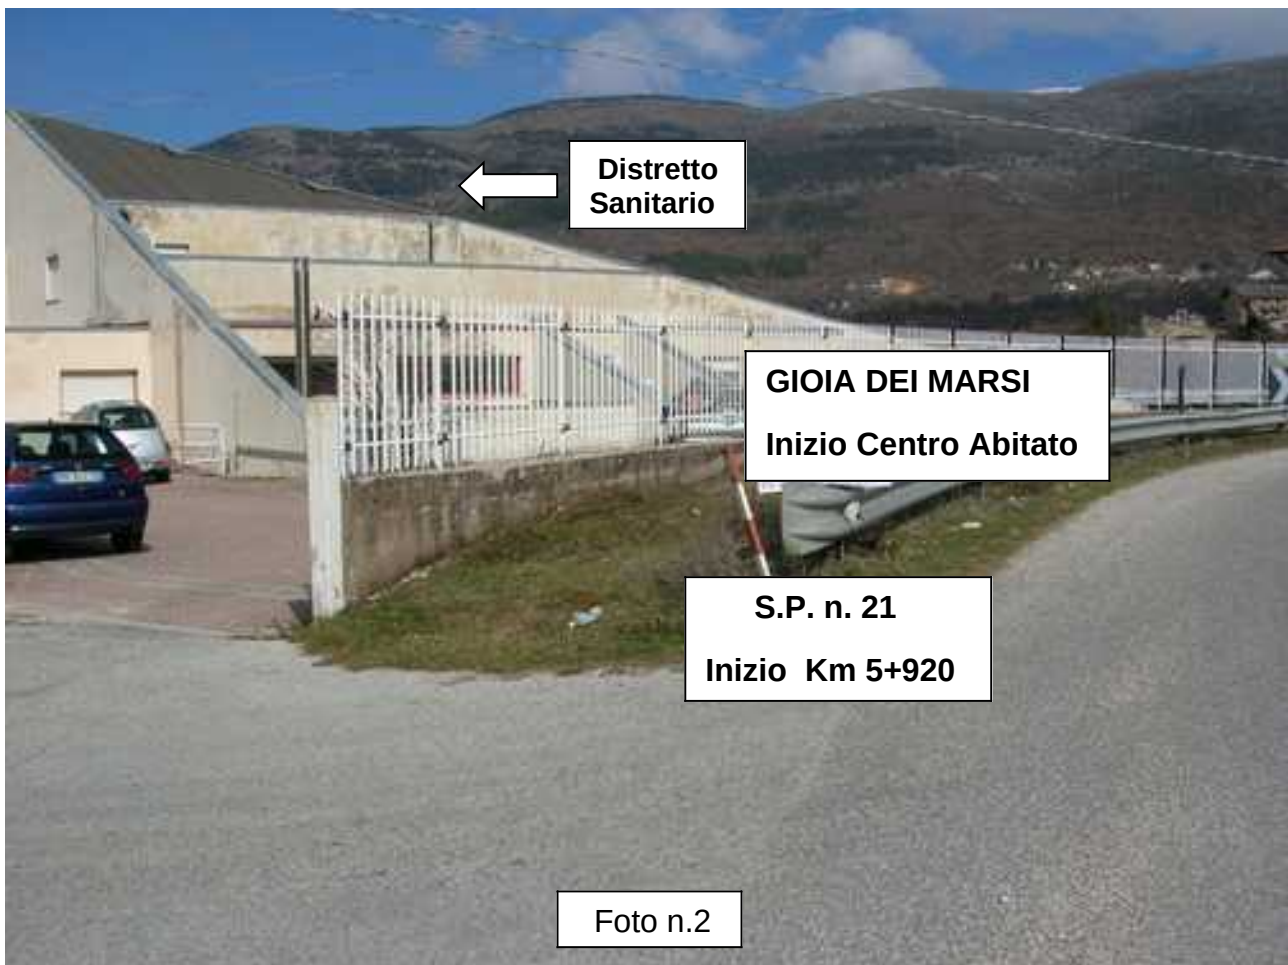 Distretto
Sanitario
GIOIA DEI MARSI
Inizio Centro Abitato
S.P. n. 21
Inizio Km 5+920
Foto n.2